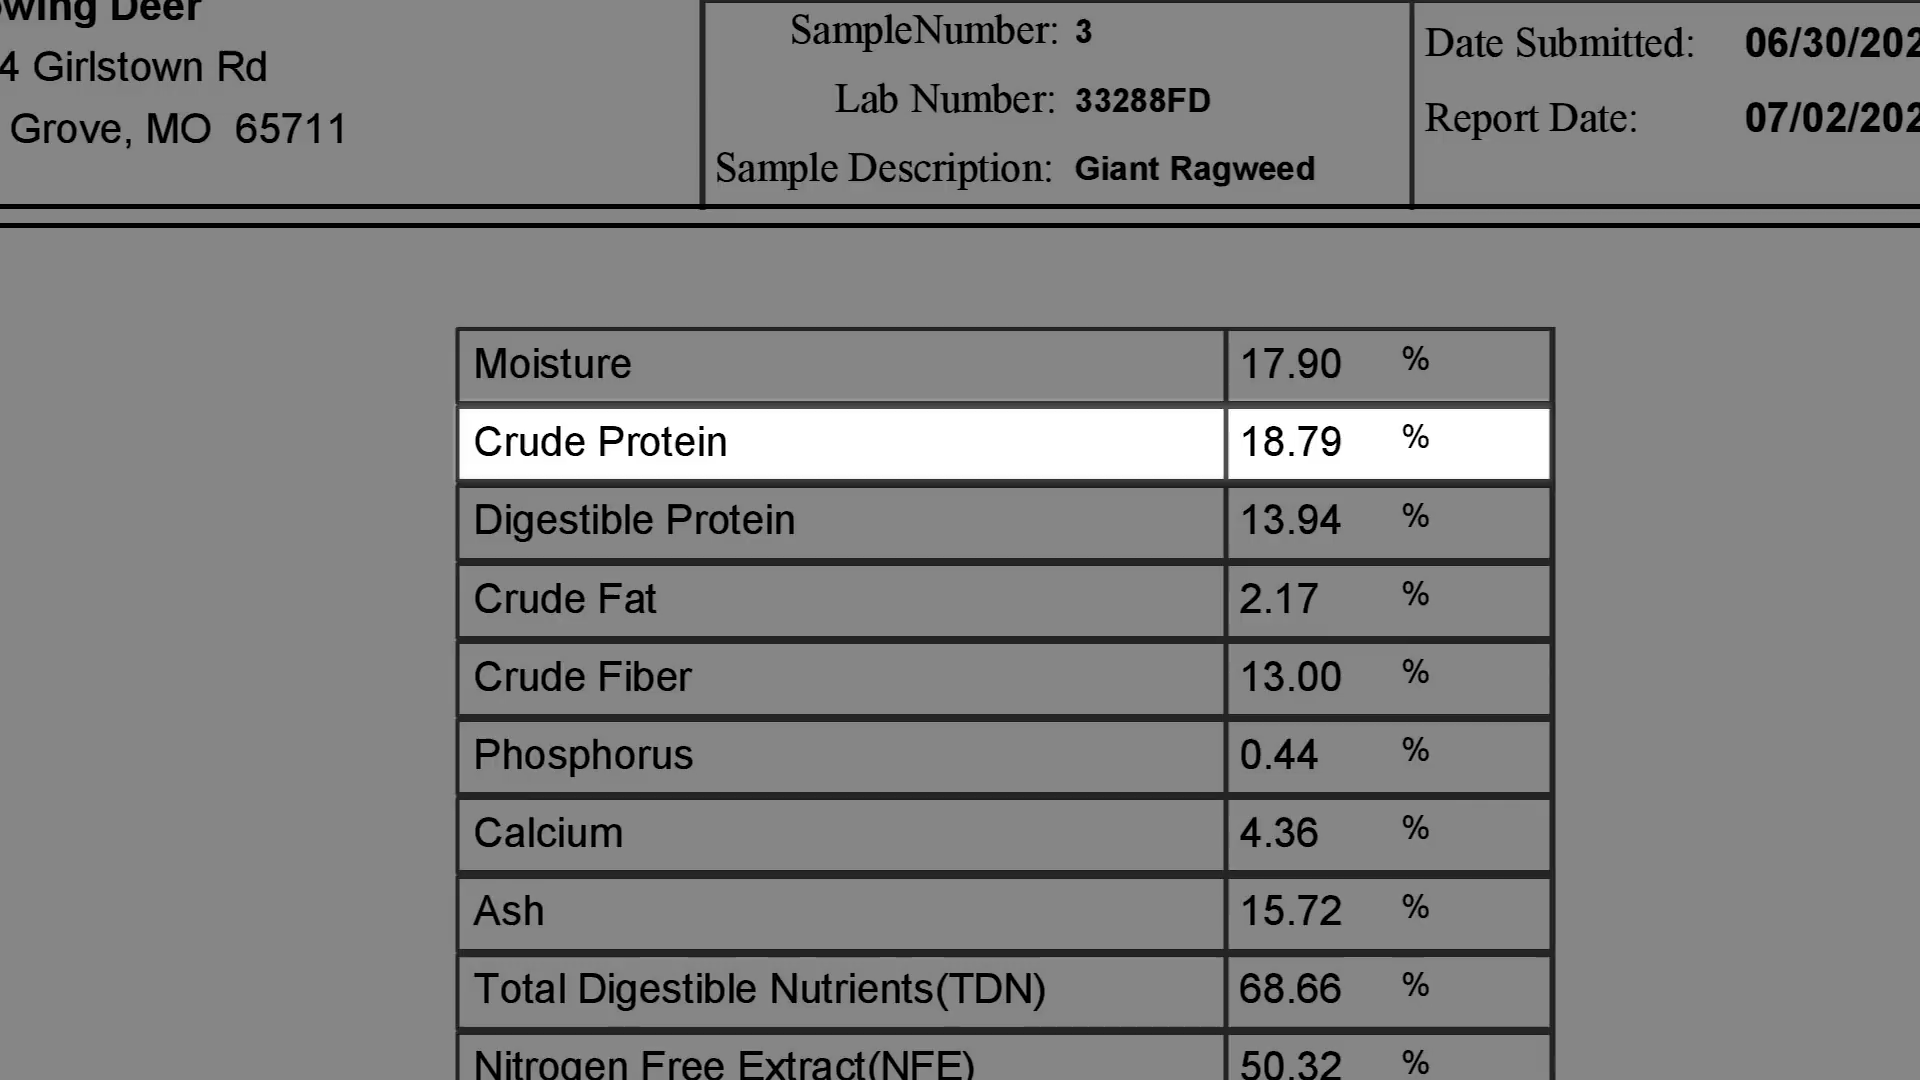 wing Deer
4 Girlstown Rd
Grove, MO 65711
SampleNumber: 3
Lab Number: 33288FD
Sample Description: Giant Ragweed
Date Submitted: 06/30/202
Report Date: 07/02/202
Moisture 17.90 %
Crude Protein 18.79 %
Digestible Protein 13.94 %
Crude Fat 2.17 %
Crude Fiber 13.00 %
Phosphorus 0.44 %
Calcium 4.36 %
Ash 15.72 %
Total Digestible Nutrients(TDN) 68.66 %
Nitrogen Free Extract(NFE) 50.32 %